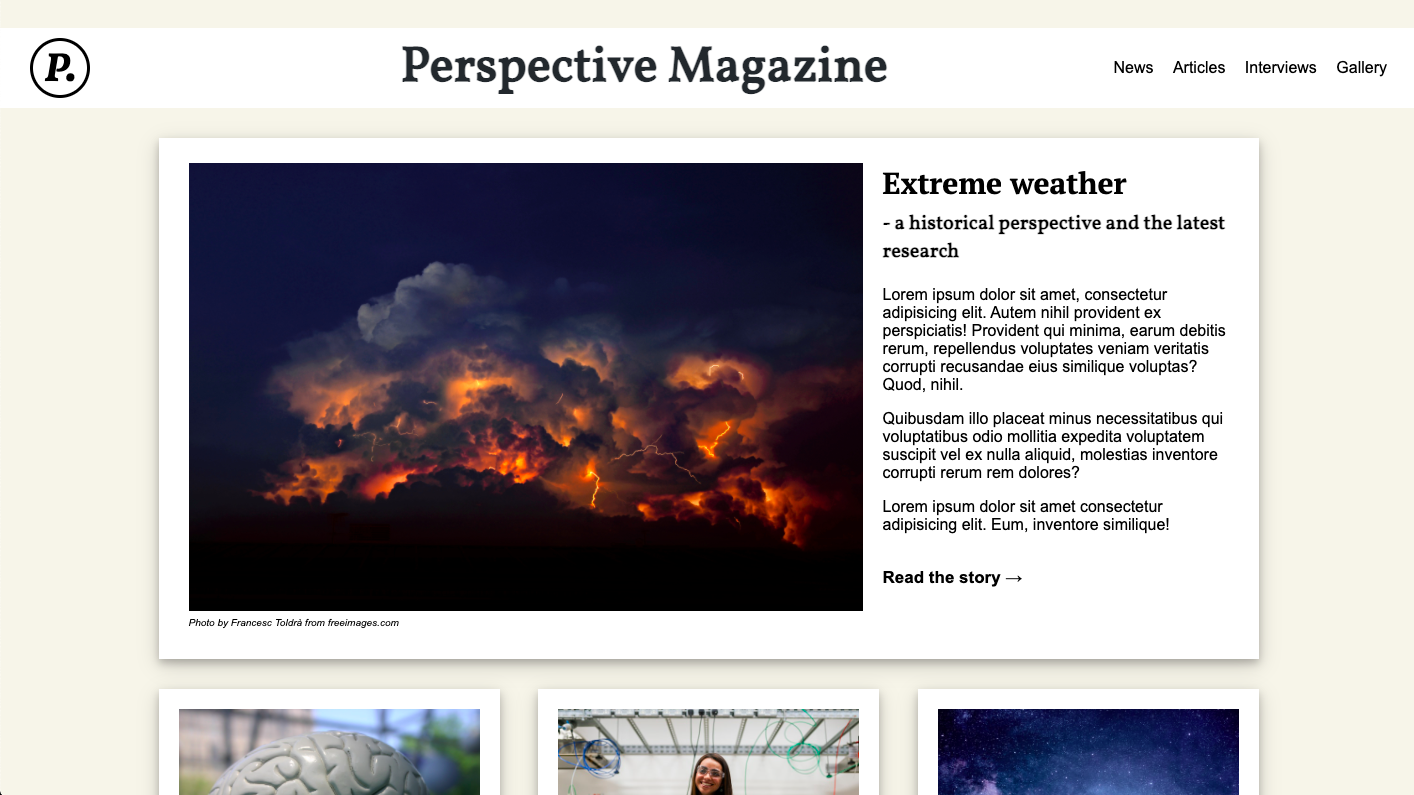 P.
Perspective Magazine
News Articles Interviews Gallery
Extreme weather
- a historical perspective and the latest
research
Lorem ipsum dolor sit amet, consectetur
adipisicing elit. Autem nihil provident ex
perspiciatis! Provident qui minima, earum debitis
rerum, repellendus voluptates veniam veritatis
corrupti recusandae eius similique voluptas?
Quod, nihil.
Quibusdam illo placeat minus necessitatibus qui
voluptatibus odio mollitia expedita voluptatem
suscipit vel ex nulla aliquid, molestias inventore
corrupti rerum rem dolores?
Lorem ipsum dolor sit amet consectetur
adipisicing elit. Eum, inventore similique!
Read the story →
Photo by Francesc Toldrà from freeimages.com